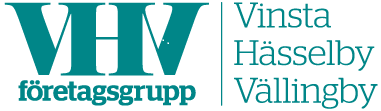 VHV
företagsgrupp
Vinsta
Hässelby
Vällingby